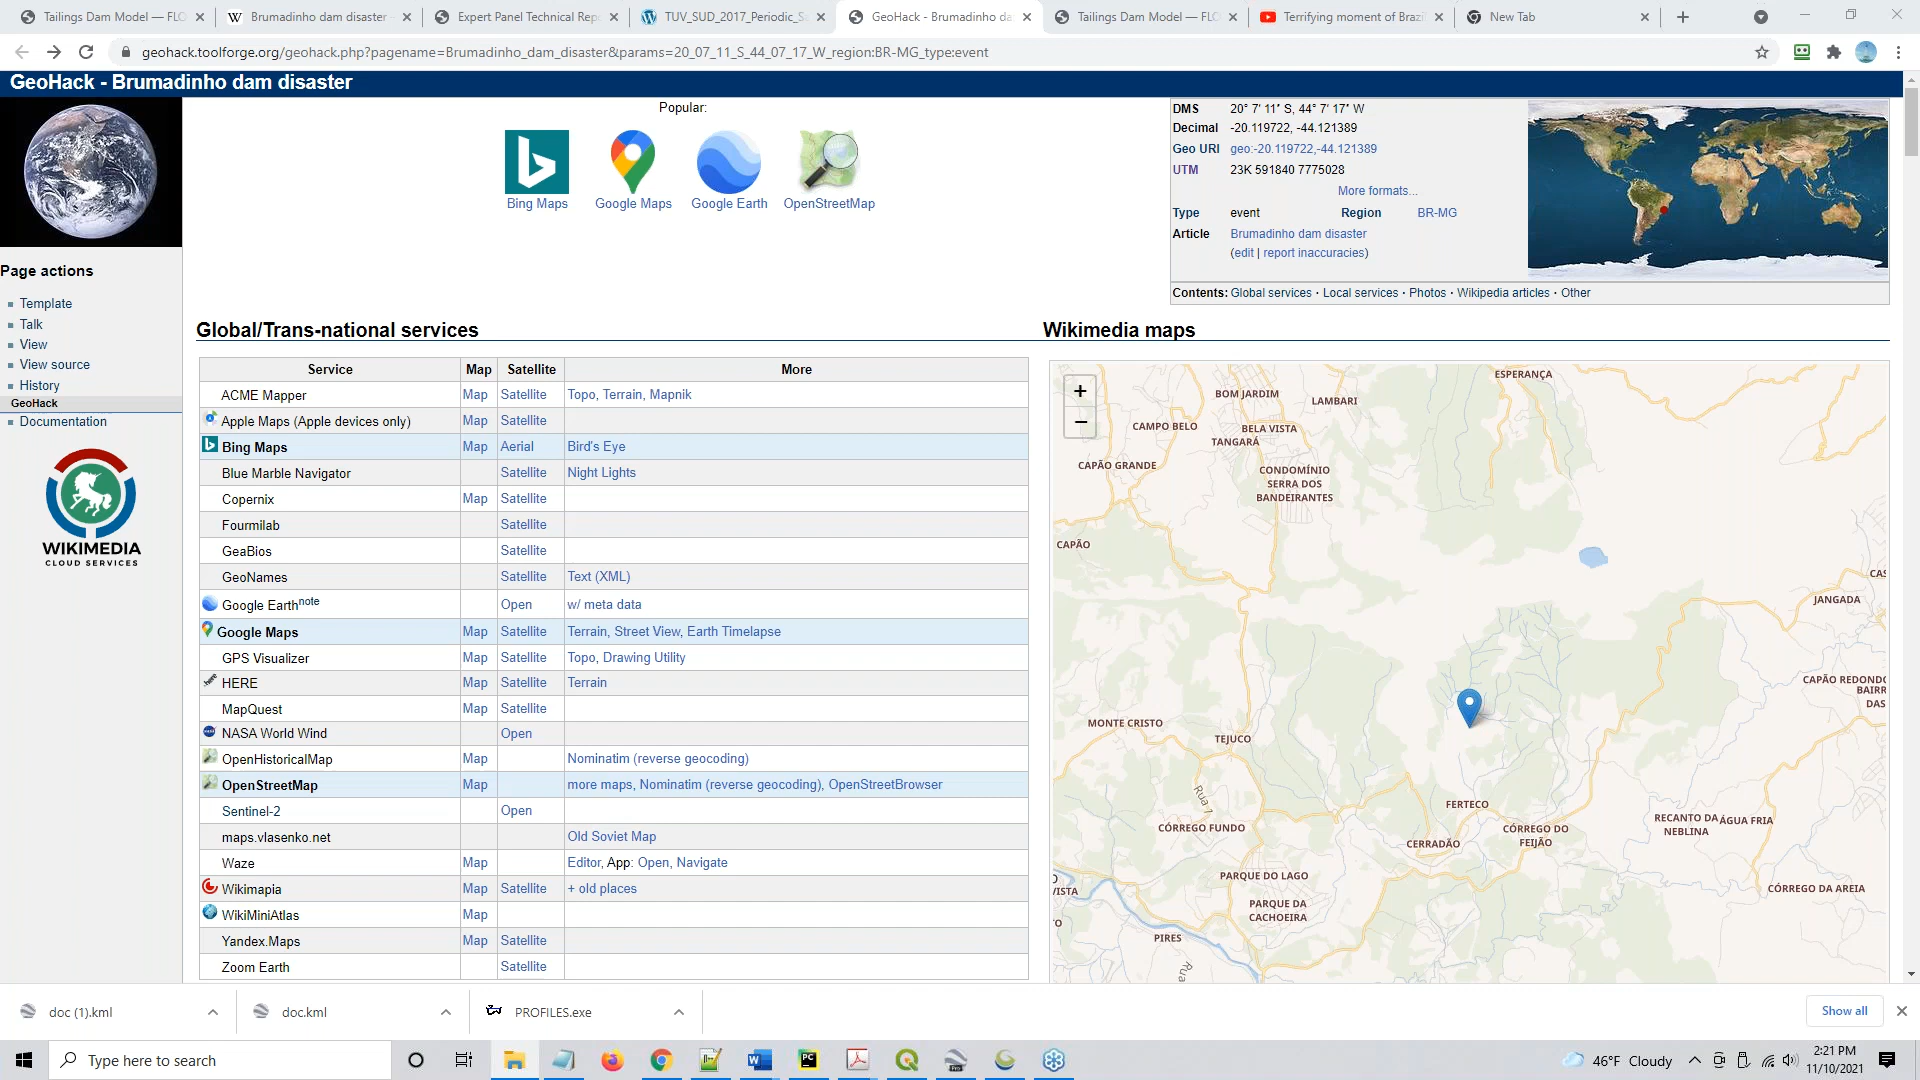 Tailings Dam Model — FLO
Brumadinho dam disaster -
Expert Panel Technical Rep
TUV_SUD_2017_Periodic_S
GeoHack - Brumadinho da
Tailings Dam Model — FLO
Terrifying moment of Brazi
New Tab
geohack.toolforge.org/geohack.php?pagename=Brumadinho_dam_disaster&params=20_07_11_S_44_07_17_W_region:BR-MG_type:event
GeoHack - Brumadinho dam disaster
Page actions
Template
Talk
View
View source
History
GeoHack
Documentation
WIKIMEDIA
CLOUD SERVICES
Popular:
Bing Maps Google Maps Google Earth OpenStreetMap
DMS 20° 7′ 11″ S, 44° 7′ 17″ W
Decimal -20.119722, -44.121389
Geo URI geo:-20.119722,-44.121389
UTM 23K 591840 7775028
More formats...
Type event Region BR-MG
Article Brumadinho dam disaster
(edit | report inaccuracies)
Contents: Global services · Local services · Photos · Wikipedia articles · Other
Global/Trans-national services
Service Map Satellite More
ACME Mapper Map Satellite Topo, Terrain, Mapnik
Apple Maps (Apple devices only) Map Satellite
Bing Maps Map Aerial Bird's Eye
Blue Marble Navigator Satellite Night Lights
Copernix Map Satellite
Fourmilab Satellite
GeaBios Satellite
GeoNames Satellite Text (XML)
Google Earth note Open w/ meta data
Google Maps Map Satellite Terrain, Street View, Earth Timelapse
GPS Visualizer Map Satellite Topo, Drawing Utility
HERE Map Satellite Terrain
MapQuest Map Satellite
NASA World Wind Open
OpenHistoricalMap Map Nominatim (reverse geocoding)
OpenStreetMap Map more maps, Nominatim (reverse geocoding), OpenStreetBrowser
Sentinel-2 Open
maps.vlasenko.net Old Soviet Map
Waze Map Editor, App: Open, Navigate
Wikimapia Map Satellite + old places
WikiMiniAtlas Map
Yandex.Maps Map Satellite
Zoom Earth Satellite
Wikimedia maps
+
−
ESPERANÇA
BOM JARDIM
LAMBARI
CAMPO BELO
BELA VISTA
TANGARÁ
CAPÃO GRANDE
CONDOMÍNIO
SERRA DOS
BANDEIRANTES
CAPÃO
CAS
JANGADA
CAPÃO REDONDO
BAIRR
DAS
MONTE CRISTO
TEJUCO
Rua 7
FERTECO
CÓRREGO FUNDO
CÓRREGO DO
FEIJÃO
CERRADÃO
RECANTO DA
NEBLINA
ÁGUA FRIA
PARQUE DO LAGO
VISTA
CÓRREGO DA AREIA
PARQUE DA
CACHOEIRA
O
PIRES
Rua
doc (1).kml
doc.kml
PROFILES.exe
Show all
Type here to search
46°F Cloudy
2:21 PM
11/10/2021